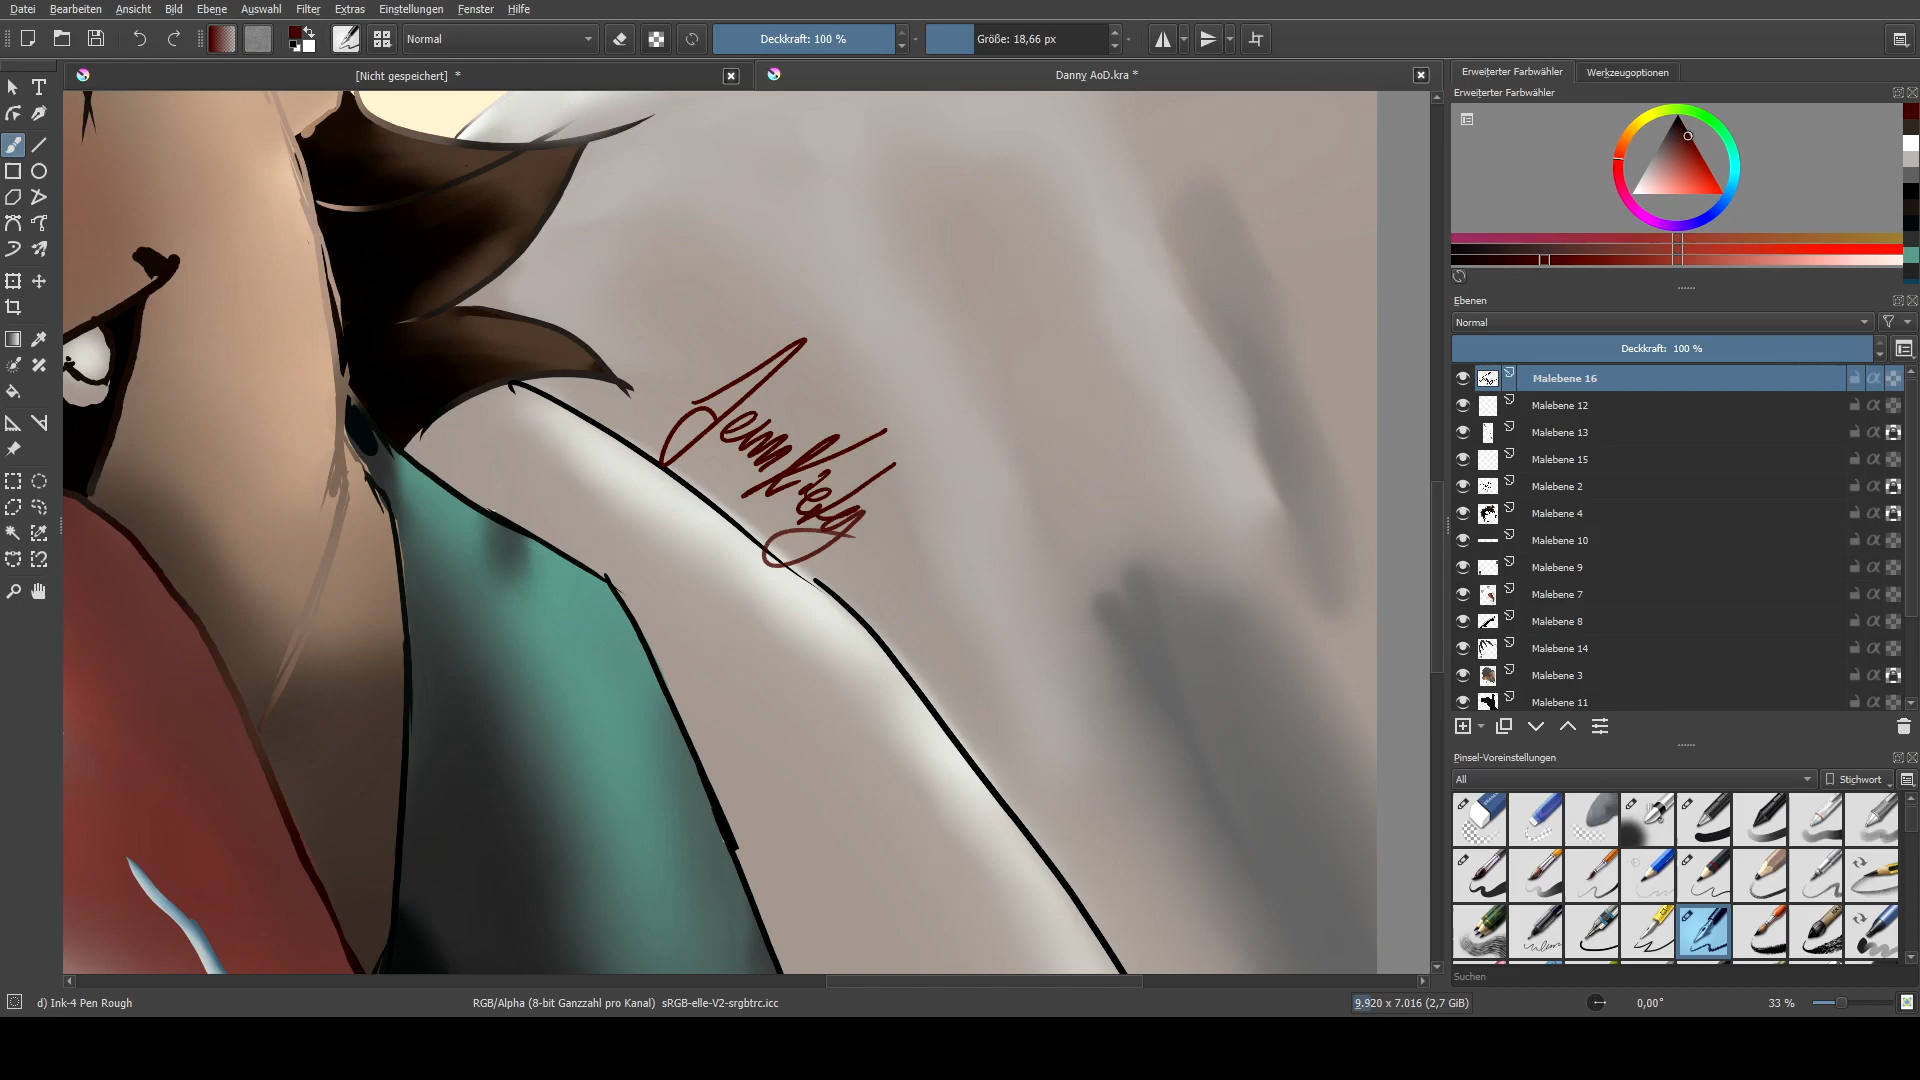 Datei Bearbeiten Ansicht Bild Ebene Auswahl Filter Extras Einstellungen Fenster Hilfe
Normal Deckkraft: 100 % Größe: 18,66 px
[Nicht gespeichert] * Danny AoD.kra *
Erweiterter Farbwähler Werkzeugoptionen
Erweiterter Farbwähler
Ebenen
Normal
Deckkraft: 100 %
Malebene 16
Malebene 12
Malebene 13
Malebene 15
Malebene 2
Malebene 4
Malebene 10
Malebene 9
Malebene 7
Malebene 8
Malebene 14
Malebene 3
Malebene 11
Pinsel-Voreinstellungen
All Stichwort
Suchen
d) Ink-4 Pen Rough RGB/Alpha (8-bit Ganzzahl pro Kanal) sRGB-elle-V2-srgbtrc.icc 9.920 x 7.016 (2,7 GiB) 0,00° 33 %